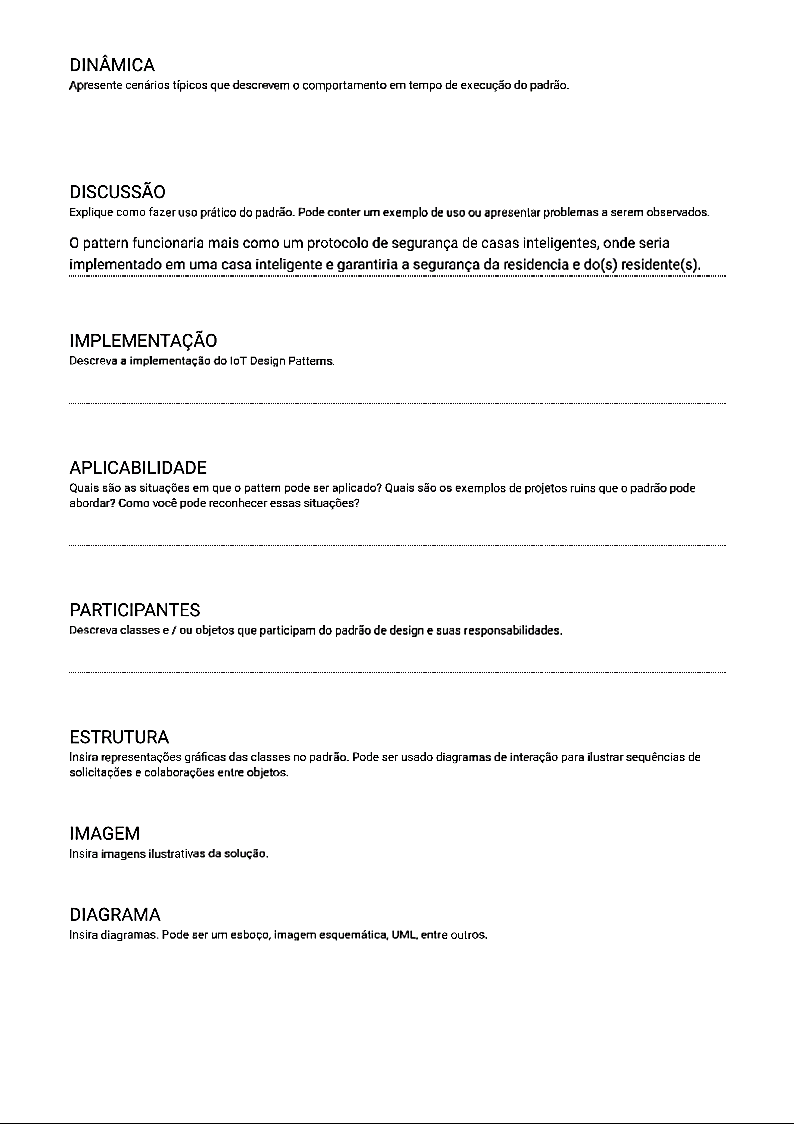 DINÂMICA
Apresente cenários típicos que descrevem o comportamento em tempo de execução do padrão.
DISCUSSÃO
Explique como fazer uso prático do padrão. Pode conter um exemplo de uso ou apresentar problemas a serem observados.
O pattern funcionaria mais como um protocolo de segurança de casas inteligentes, onde seria
implementado em uma casa inteligente e garantiria a segurança da residencia e do(s) residente(s).
IMPLEMENTAÇÃO
Descreva a implementação do IoT Design Patterns.
APLICABILIDADE
Quais são as situações em que o pattern pode ser aplicado? Quais são os exemplos de projetos ruins que o padrão pode
abordar? Como você pode reconhecer essas situações?
PARTICIPANTES
Descreva classes e / ou objetos que participam do padrão de design e suas responsabilidades.
ESTRUTURA
Insira representações gráficas das classes no padrão. Pode ser usado diagramas de interação para ilustrar sequências de
solicitações e colaborações entre objetos.
IMAGEM
Insira imagens ilustrativas da solução.
DIAGRAMA
Insira diagramas. Pode ser um esboço, imagem esquemática, UML, entre outros.